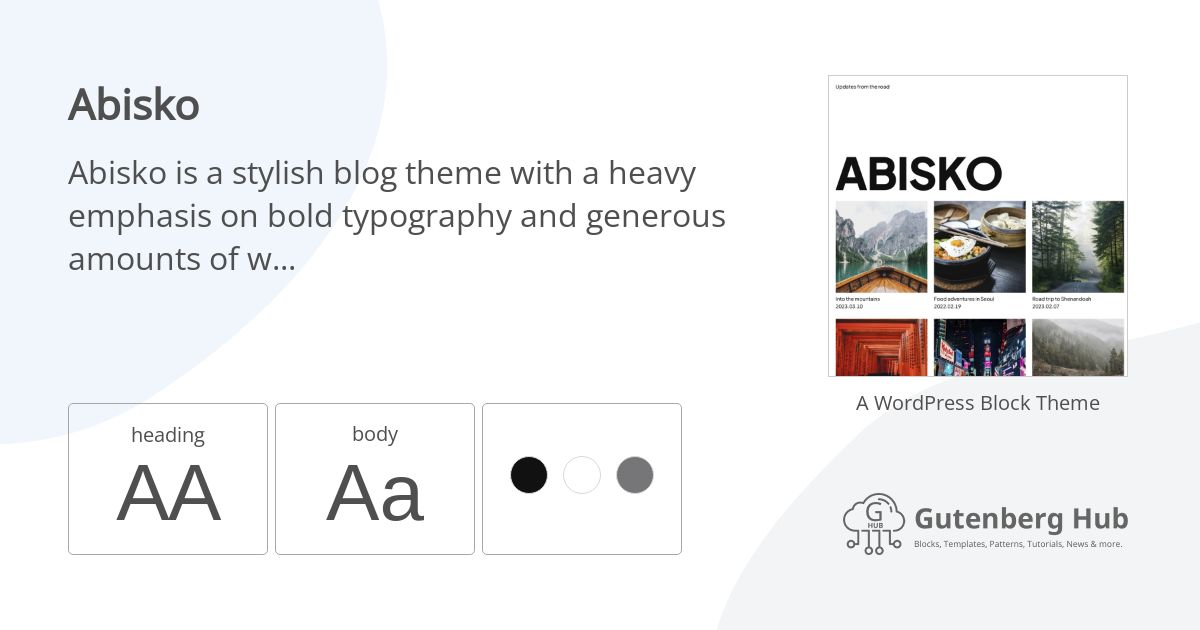 Abisko
Abisko is a stylish blog theme with a heavy
emphasis on bold typography and generous
amounts of w...
heading
AA
body
Aa
Updates from the road
ABISKO
Into the mountains
2023.03.10
Food adventures in Seoul
2022.02.19
Road trip to Shenandoah
2023.02.07
A WordPress Block Theme
G
HUB
Gutenberg Hub
Blocks, Templates, Patterns, Tutorials, News & more.